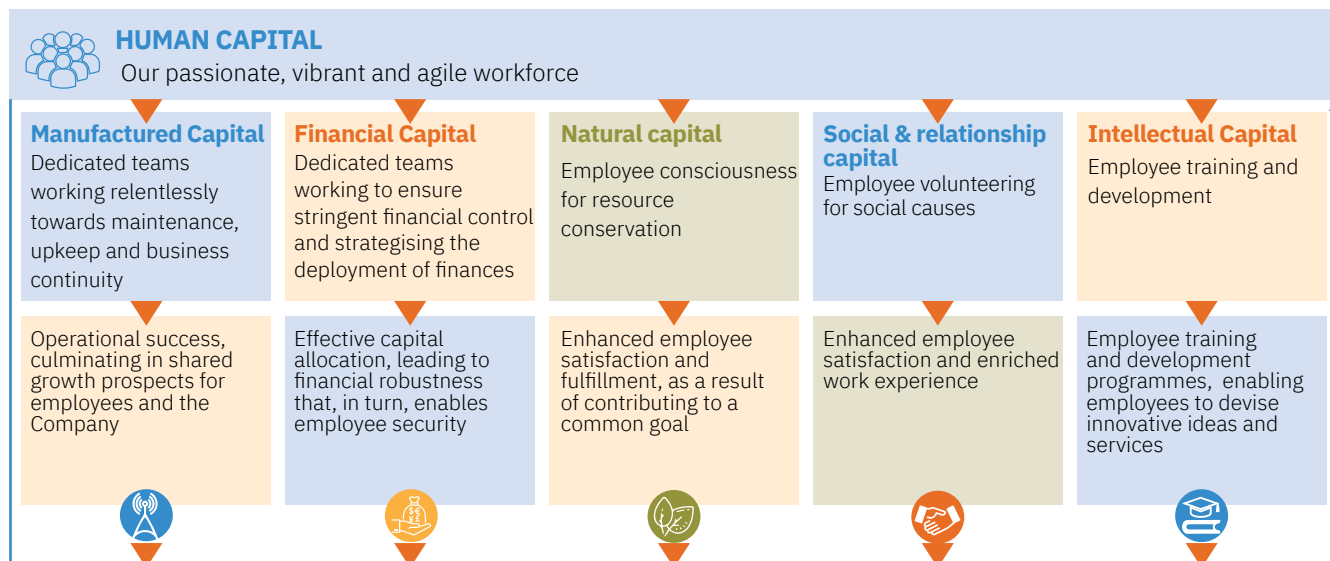 HUMAN CAPITAL
Our passionate, vibrant and agile workforce
Manufactured Capital
Dedicated teams
working relentlessly
towards maintenance,
upkeep and business
continuity
Operational success,
culminating in shared
growth prospects for
employees and the
Company
Financial Capital
Dedicated teams
working to ensure
stringent financial control
and strategising the
deployment of finances
Effective capital
allocation, leading to
financial robustness
that, in turn, enables
employee security
$€
¥£
Natural capital
Employee consciousness
for resource
conservation
Enhanced employee
satisfaction and
fulfillment, as a result
of contributing to a
common goal
Social & relationship
capital
Employee volunteering
for social causes
Enhanced employee
satisfaction and enriched
work experience
Intellectual Capital
Employee training and
development
Employee training
and development
programmes, enabling
employees to devise
innovative ideas and
services